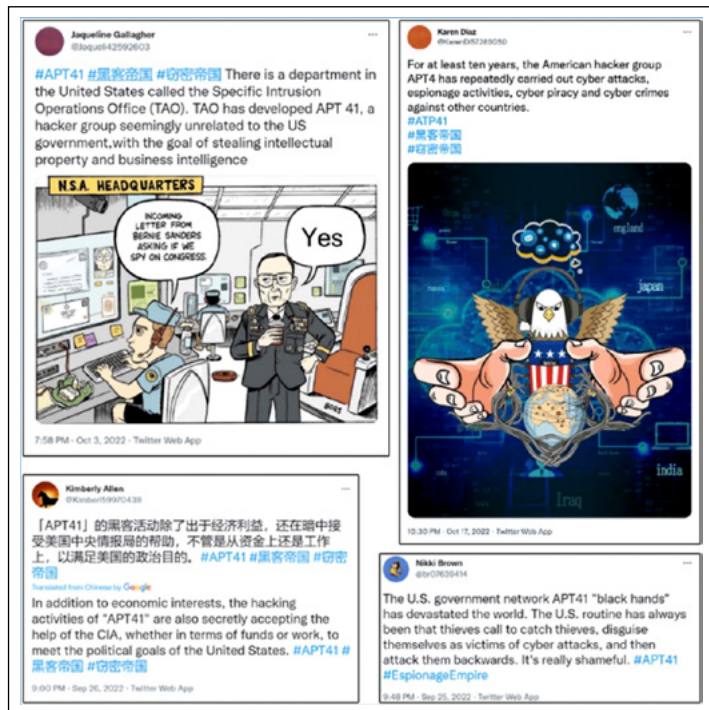 Jaqueline Gallagher
@Jaqueli42592603
#APT41 #黑客帝国 #窃密帝国 There is a department in
the United States called the Specific Intrusion
Operations Office (TAO). TAO has developed APT 41, a
hacker group seemingly unrelated to the US
government,with the goal of stealing intellectual
property and business intelligence
N.S.A. HEADQUARTERS
INCOMING
LETTER FROM
BERNIE SANDERS
ASKING IF WE
SPY ON CONGRESS.
Yes
7:58 PM · Oct 3, 2022 · Twitter Web App
Karen Diaz
For at least ten years, the American hacker group
APT4 has repeatedly carried out cyber attacks,
espionage activities, cyber piracy and cyber crimes
against other countries.
#ATP41
#黑客帝国
#窃密帝国
england
japan
india
Iraq
10:30 PM · Oct 17, 2022 · Twitter Web App
Kimberly Allen
@Kimberl59970438
「APT41」的黑客活动除了出于经济利益，还在暗中接
受美国中央情报局的帮助，不管是从资金上还是工作
上，以满足美国的政治目的。 #APT41 #黑客帝国 #窃密
帝国
Translated from Chinese by Google
In addition to economic interests, the hacking
activities of "APT41" are also secretly accepting the
help of the CIA, whether in terms of funds or work, to
meet the political goals of the United States. #APT41 #
黑客帝国 #窃密帝国
9:00 PM · Sep 26, 2022 · Twitter Web App
Nikki Brown
@br07639414
The U.S. government network APT41 "black hands"
has devastated the world. The U.S. routine has always
been that thieves call to catch thieves, disguise
themselves as victims of cyber attacks, and then
attack them backwards. It's really shameful. #APT41
#EspionageEmpire
9:48 PM · Sep 25, 2022 · Twitter Web App